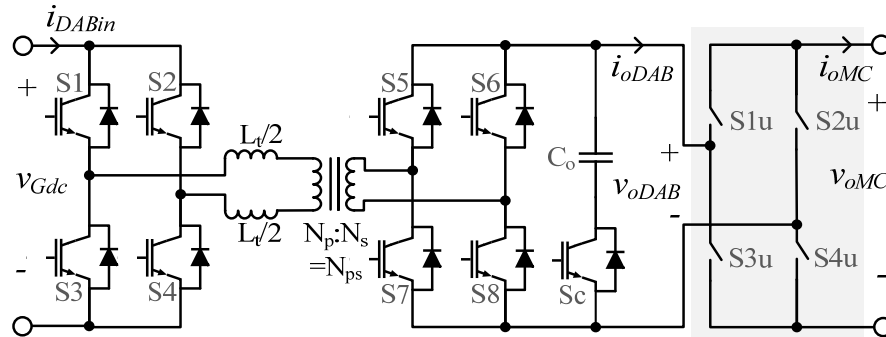 i_DABin
+
S1
S2
v_Gdc
L_t/2
L_t/2
-
S3
S4
N_p:N_s
=N_ps
S5
S6
S7
S8
C_o
Sc
i_oDAB
+
v_oDAB
-
S1u
S2u
S3u
S4u
i_oMC
+
v_oMC
-